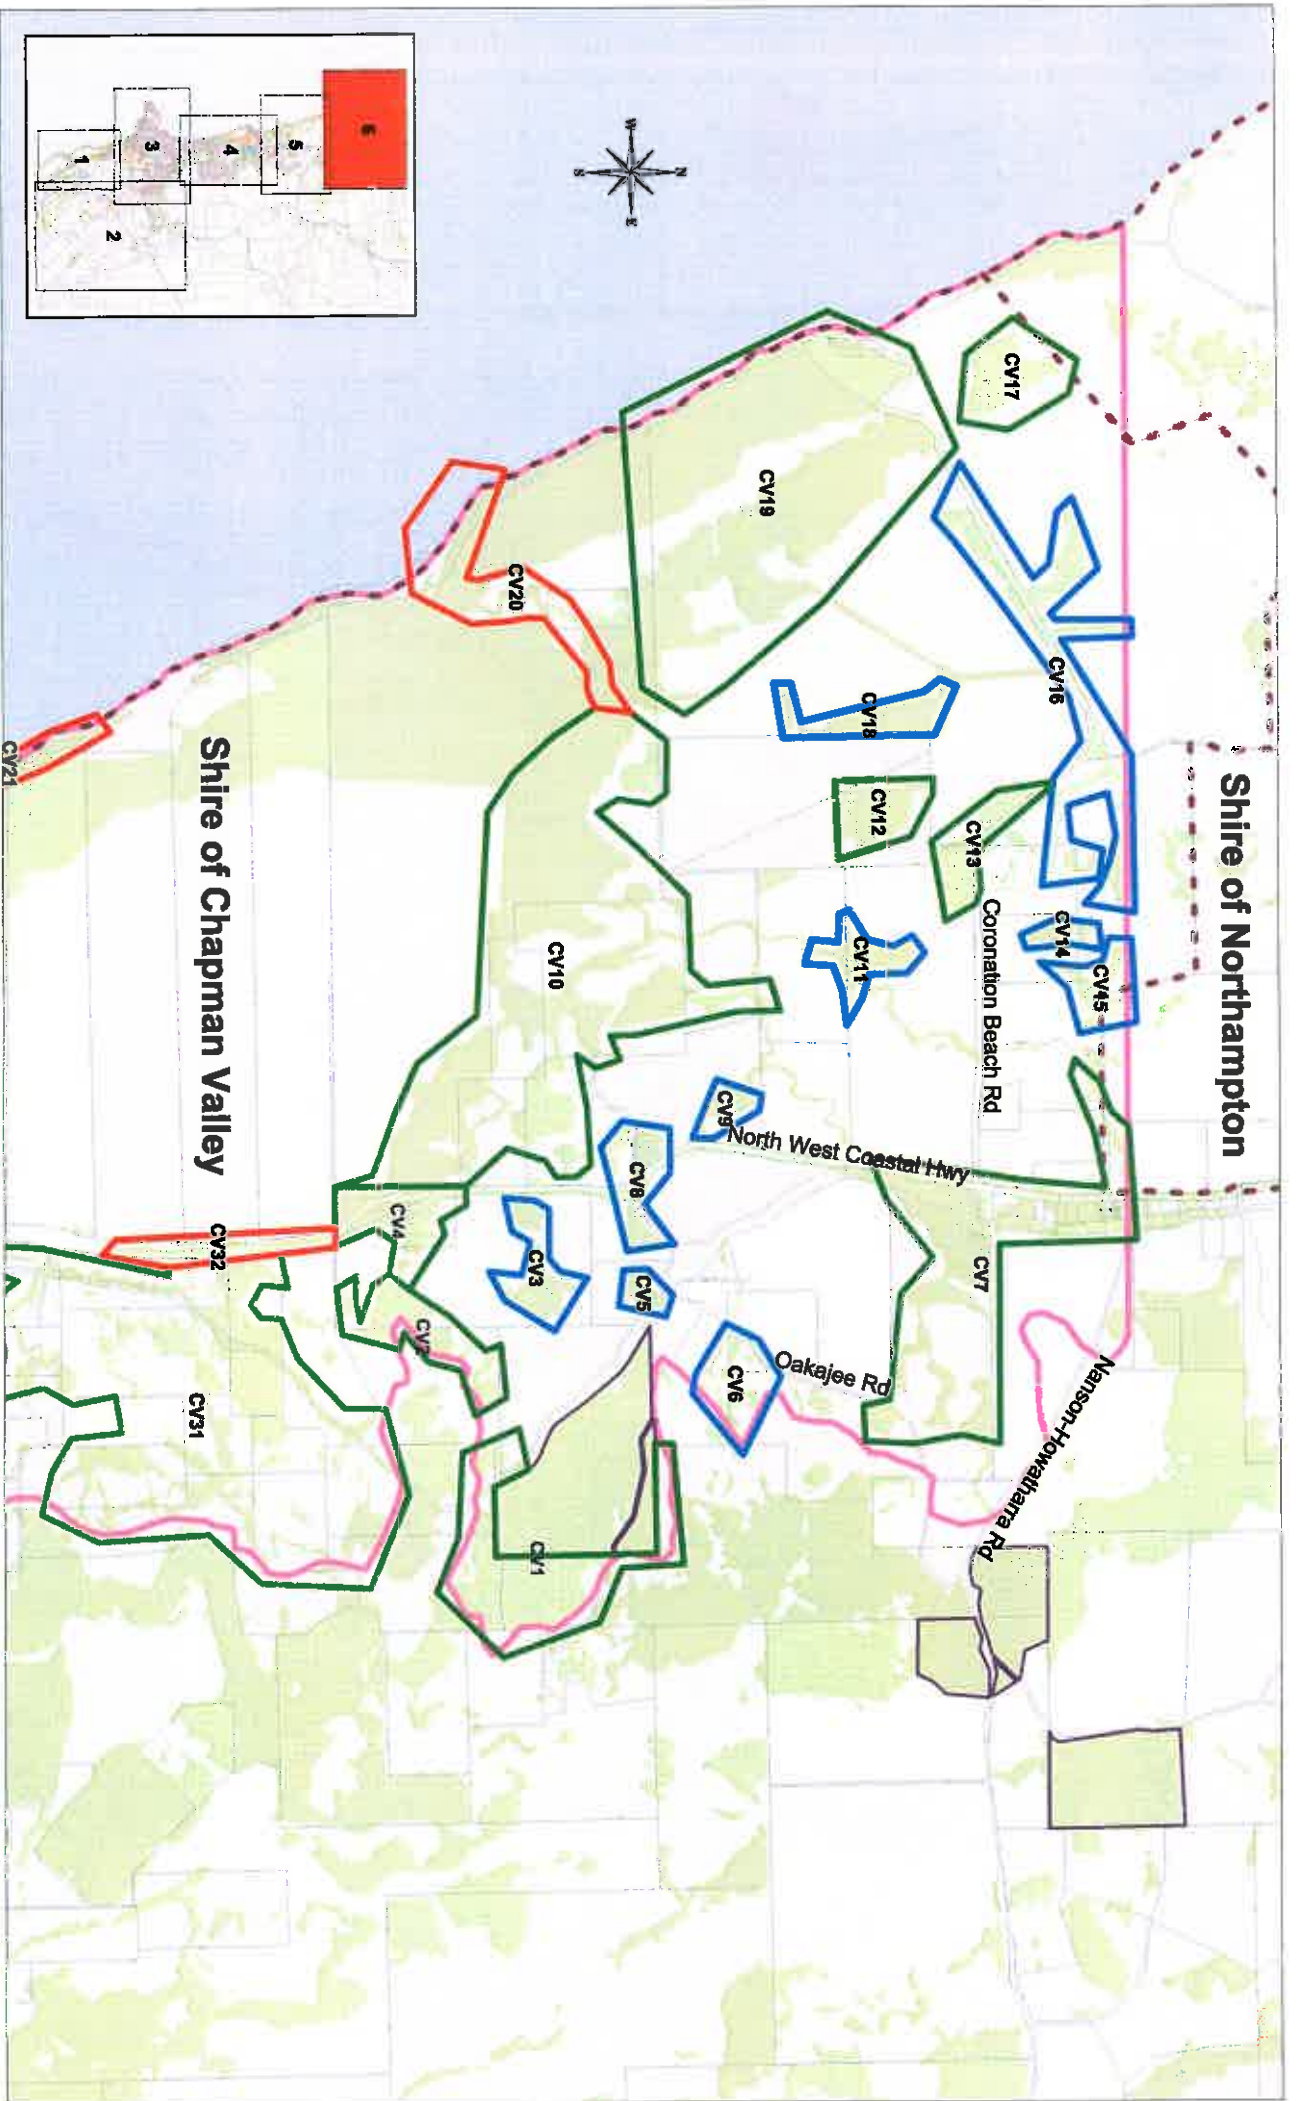 Shire of Northampton
Nanson-Howatharra Rd
CV17
CV16
CV14
CV15
CV13
Coronation Beach Rd
CV7
CV18
CV12
CV11
North West Coastal Hwy
Oakajee Rd
CV19
CV9
CV6
CV8
CV5
CV20
CV10
CV3
CV1
CV4
CV2
Shire of Chapman Valley
CV32
CV31
CV21
N
W
E
S
6
5
4
3
2
1